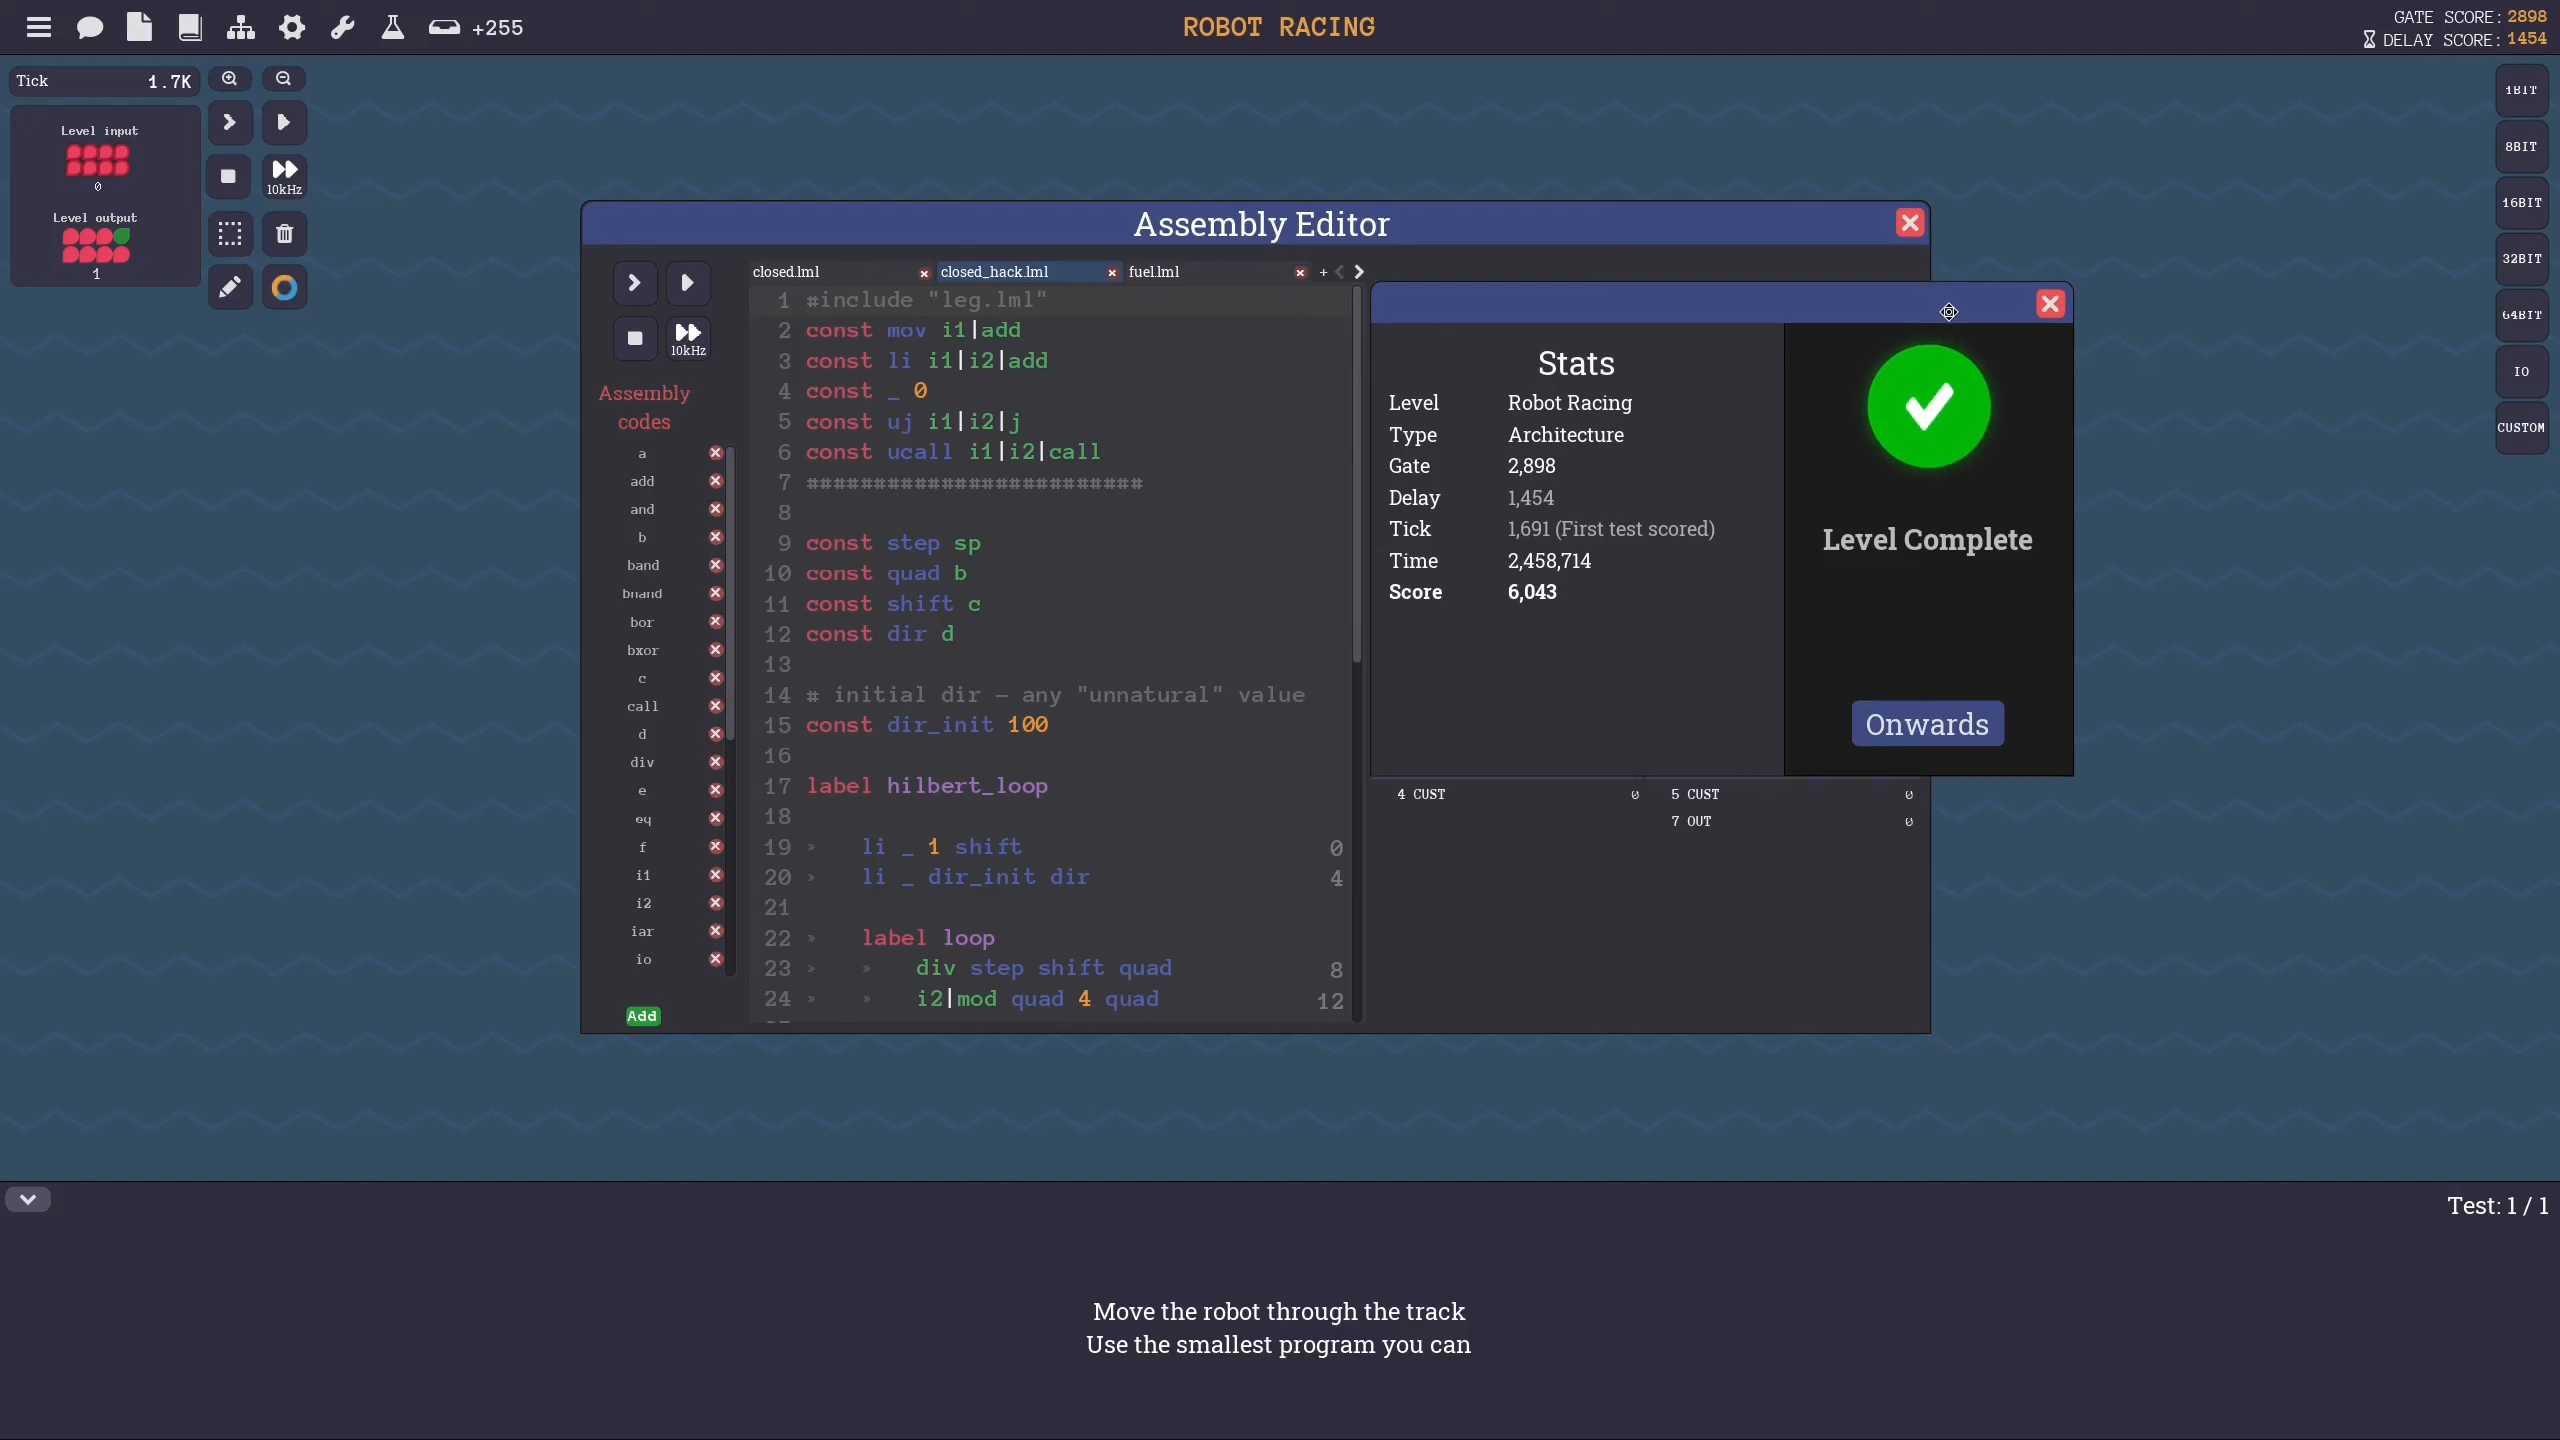 +255
ROBOT RACING
GATE SCORE: 2898
DELAY SCORE: 1454
Tick 1.7K
Level input
0
Level output
1
10kHz
1BIT
8BIT
16BIT
32BIT
64BIT
IO
CUSTOM
Assembly Editor
10kHz
Assembly
codes
a
add
and
b
band
bnand
bor
bxor
c
call
d
div
e
eq
f
i1
i2
iar
io
Add
closed.lml closed_hack.lml fuel.lml +
1 #include "leg.lml"
2 const mov i1|add
3 const li i1|i2|add
4 const _ 0
5 const uj i1|i2|j
6 const ucall i1|i2|call
7 #########################
8
9 const step sp
10 const quad b
11 const shift c
12 const dir d
13
14 # initial dir - any "unnatural" value
15 const dir_init 100
16
17 label hilbert_loop
18
19 li _ 1 shift 0
20 li _ dir_init dir 4
21
22 label loop
23 div step shift quad 8
24 i2|mod quad 4 quad 12
Stats
Level Robot Racing
Type Architecture
Gate 2,898
Delay 1,454
Tick 1,691 (First test scored)
Time 2,458,714
Score 6,043
Level Complete
Onwards
4 CUST 0 5 CUST 0
7 OUT 0
Test: 1 / 1
Move the robot through the track
Use the smallest program you can